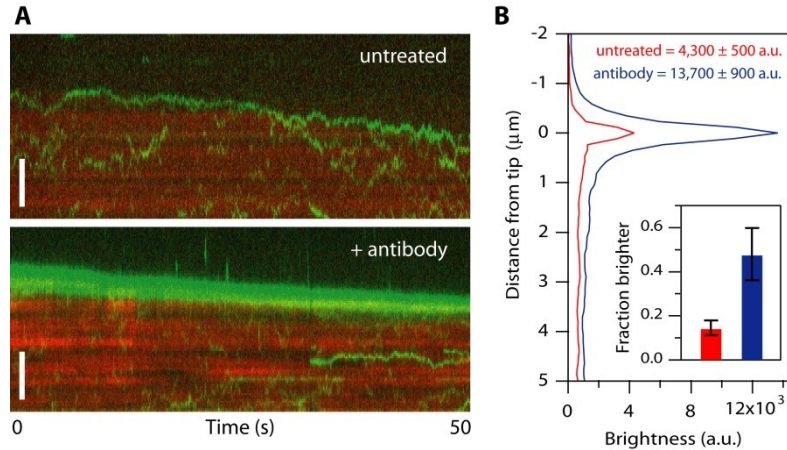 A
untreated
+ antibody
0
Time (s)
50
B
-2
-1
0
1
2
3
4
5
Distance from tip (μm)
untreated = 4,300 ± 500 a.u.
antibody = 13,700 ± 900 a.u.
0.6
0.4
0.2
0.0
Fraction brighter
0
4
8
12x10³
Brightness (a.u.)